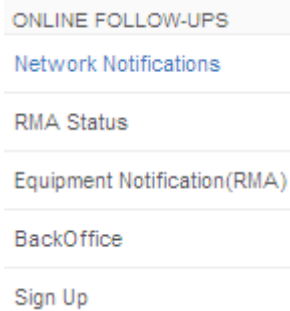 ONLINE FOLLOW-UPS
Network Notifications
RMA Status
Equipment Notification(RMA)
BackOffice
Sign Up